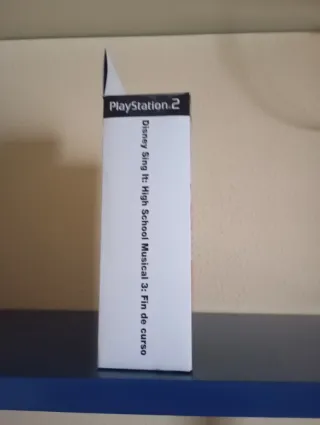 PlayStation.2
Disney Sing It: High School Musical 3: Fin de curso